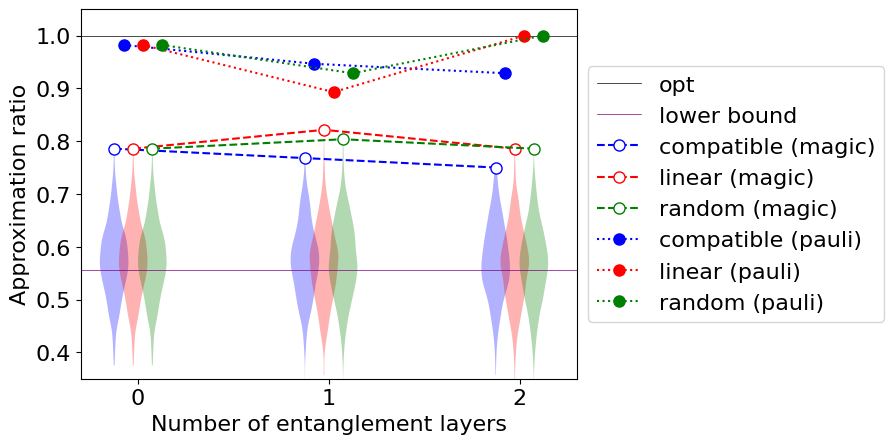 1.0
0.9
0.8
0.7
0.6
0.5
0.4
Approximation ratio
0 1 2
Number of entanglement layers
opt
lower bound
compatible (magic)
linear (magic)
random (magic)
compatible (pauli)
linear (pauli)
random (pauli)